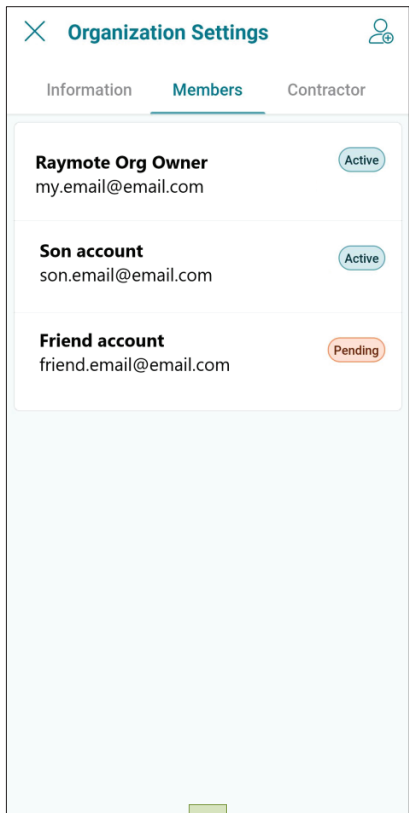 Organization Settings
Information Members Contractor
Raymote Org Owner Active
my.email@email.com
Son account Active
son.email@email.com
Friend account Pending
friend.email@email.com